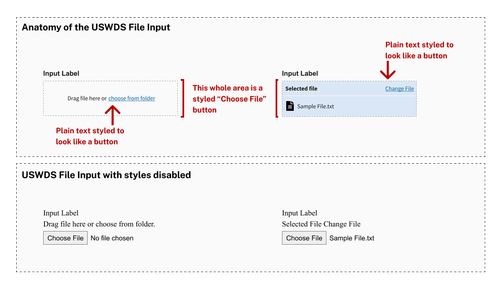 Anatomy of the USWDS File Input
Plain text styled to
look like a button
Input Label
Drag file here or choose from folder
Plain text styled to
look like a button
This whole area is a
styled "Choose File"
button
Input Label
Selected file Change File
Sample File.txt
USWDS File Input with styles disabled
Input Label
Drag file here or choose from folder.
Choose File No file chosen
Input Label
Selected File Change File
Choose File Sample File.txt